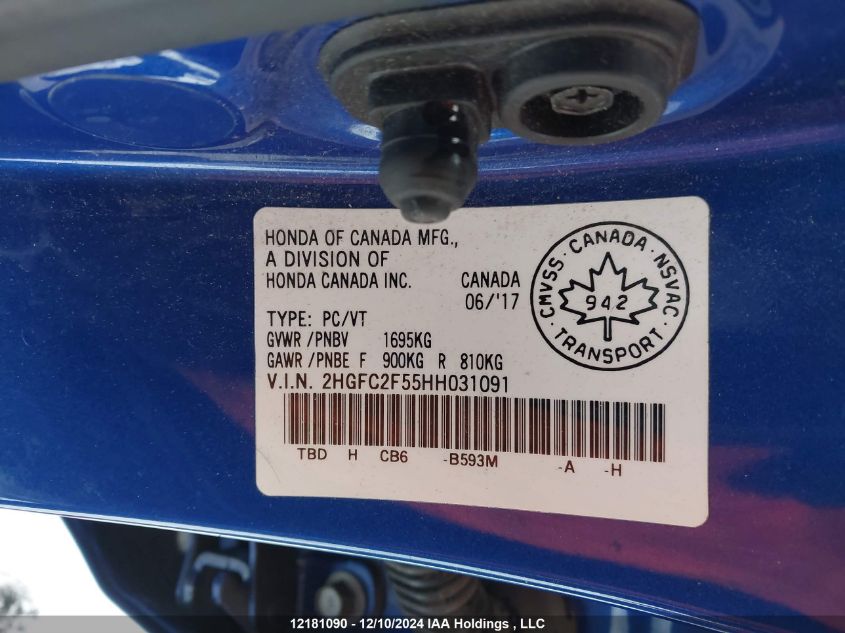 HONDA OF CANADA MFG.,
A DIVISION OF
HONDA CANADA INC. CANADA
06/'17
TYPE: PC/VT
GVWR /PNBV 1695KG
GAWR /PNBE F 900KG R 810KG
V.I.N. 2HGFC2F55HH031091
TBD H CB6 -B593M -A -H
CMVSS · CANADA · NSVAC
942
TRANSPORT
12181090 - 12/10/2024 IAA Holdings , LLC